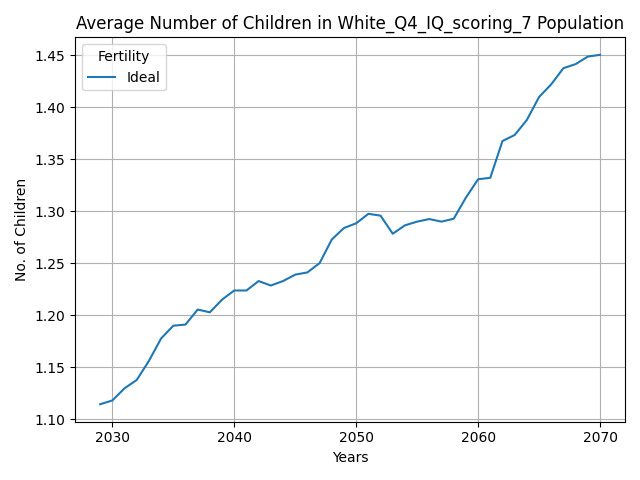 Average Number of Children in White_Q4_IQ_scoring_7 Population
Fertility
Ideal
No. of Children
1.45
1.40
1.35
1.30
1.25
1.20
1.15
1.10
2030 2040 2050 2060 2070
Years